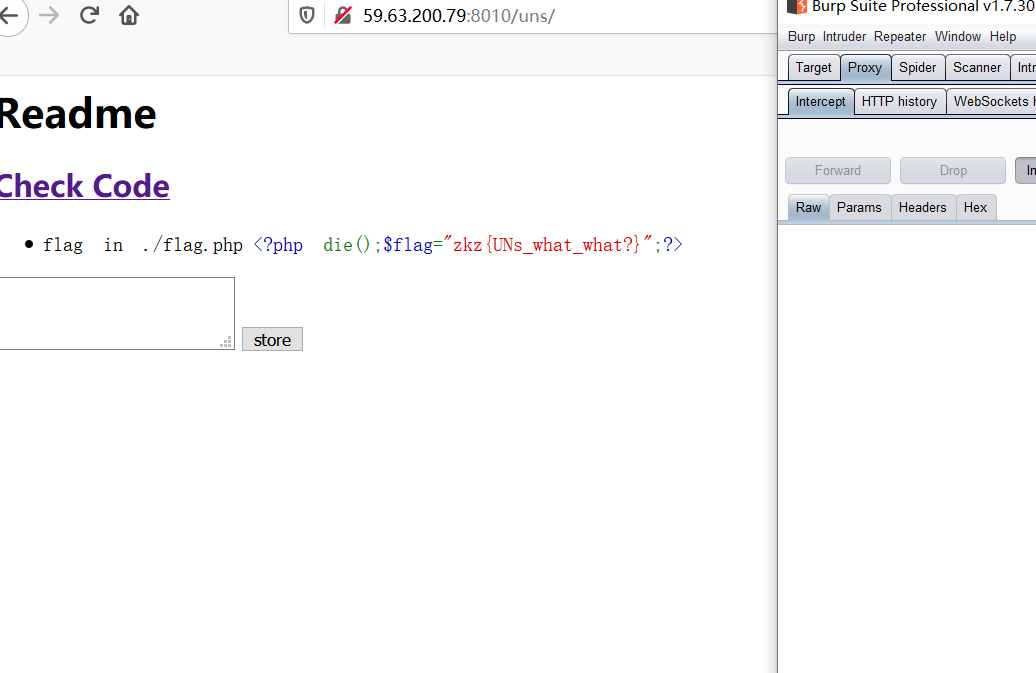 59.63.200.79:8010/uns/
Readme
Check Code
flag in ./flag.php <?php die();$flag="zkz{UNs_what_what?}";?>
store
Burp Suite Professional v1.7.30
Burp Intruder Repeater Window Help
Target Proxy Spider Scanner
Intercept HTTP history WebSockets
Forward Drop
Raw Params Headers Hex